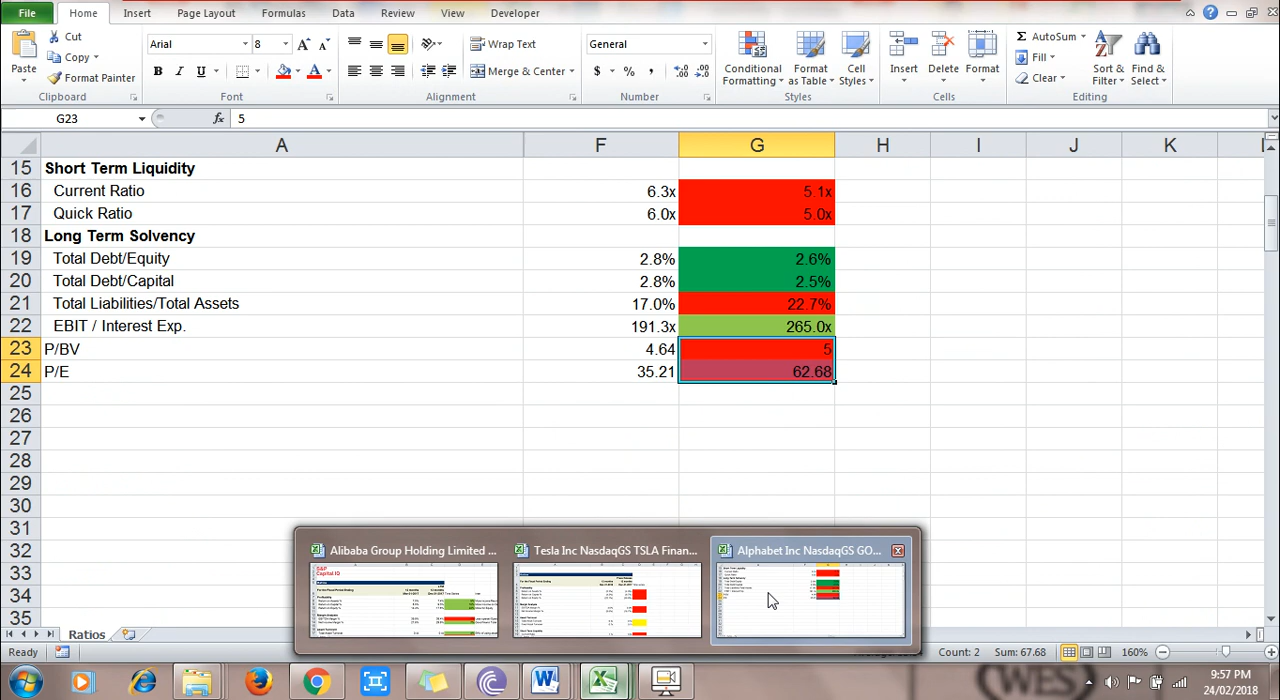 File Home Insert Page Layout Formulas Data Review View Developer
Cut
Copy
Format Painter
Paste
Clipboard
Arial 8
Font
Wrap Text
Merge & Center
Alignment
General
Number
Conditional Formatting
Format as Table
Cell Styles
Styles
Insert Delete Format
Cells
AutoSum
Fill
Clear
Sort & Filter
Find & Select
Editing
G23 fx 5
A F G H I J K
15 Short Term Liquidity
16 Current Ratio 6.3x 5.1x
17 Quick Ratio 6.0x 5.0x
18 Long Term Solvency
19 Total Debt/Equity 2.8% 2.6%
20 Total Debt/Capital 2.8% 2.5%
21 Total Liabilities/Total Assets 17.0% 22.7%
22 EBIT / Interest Exp. 191.3x 265.0x
23 P/BV 4.64 5
24 P/E 35.21 62.68
25
26
27
28
29
30
31
32
33
34
35
Alibaba Group Holding Limited ... Tesla Inc NasdaqGS TSLA Finan... Alphabet Inc NasdaqGS GO...
S&P
Capital IQ
Ratios
Ready Count: 2 Sum: 67.68 160%
WES
9:57 PM
24/02/2018